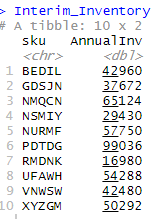 > Interim_Inventory
# A tibble: 10 x 2
sku AnnualInv
<chr> <dbl>
1 BEDIL 42960
2 GDSJN 37672
3 NMQCN 65124
4 NSMIY 29430
5 NURMF 57750
6 PDTDG 99036
7 RMDNK 16980
8 UFAWH 54288
9 VNWSW 42480
10 XYZGM 50292